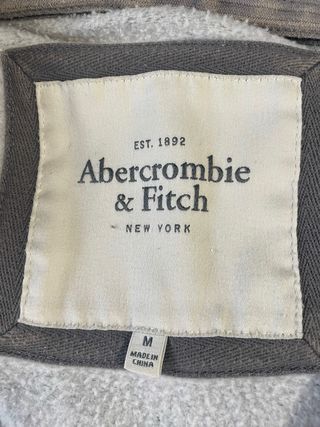 EST. 1892
Abercrombie
& Fitch
NEW YORK
M
MADE IN
CHINA